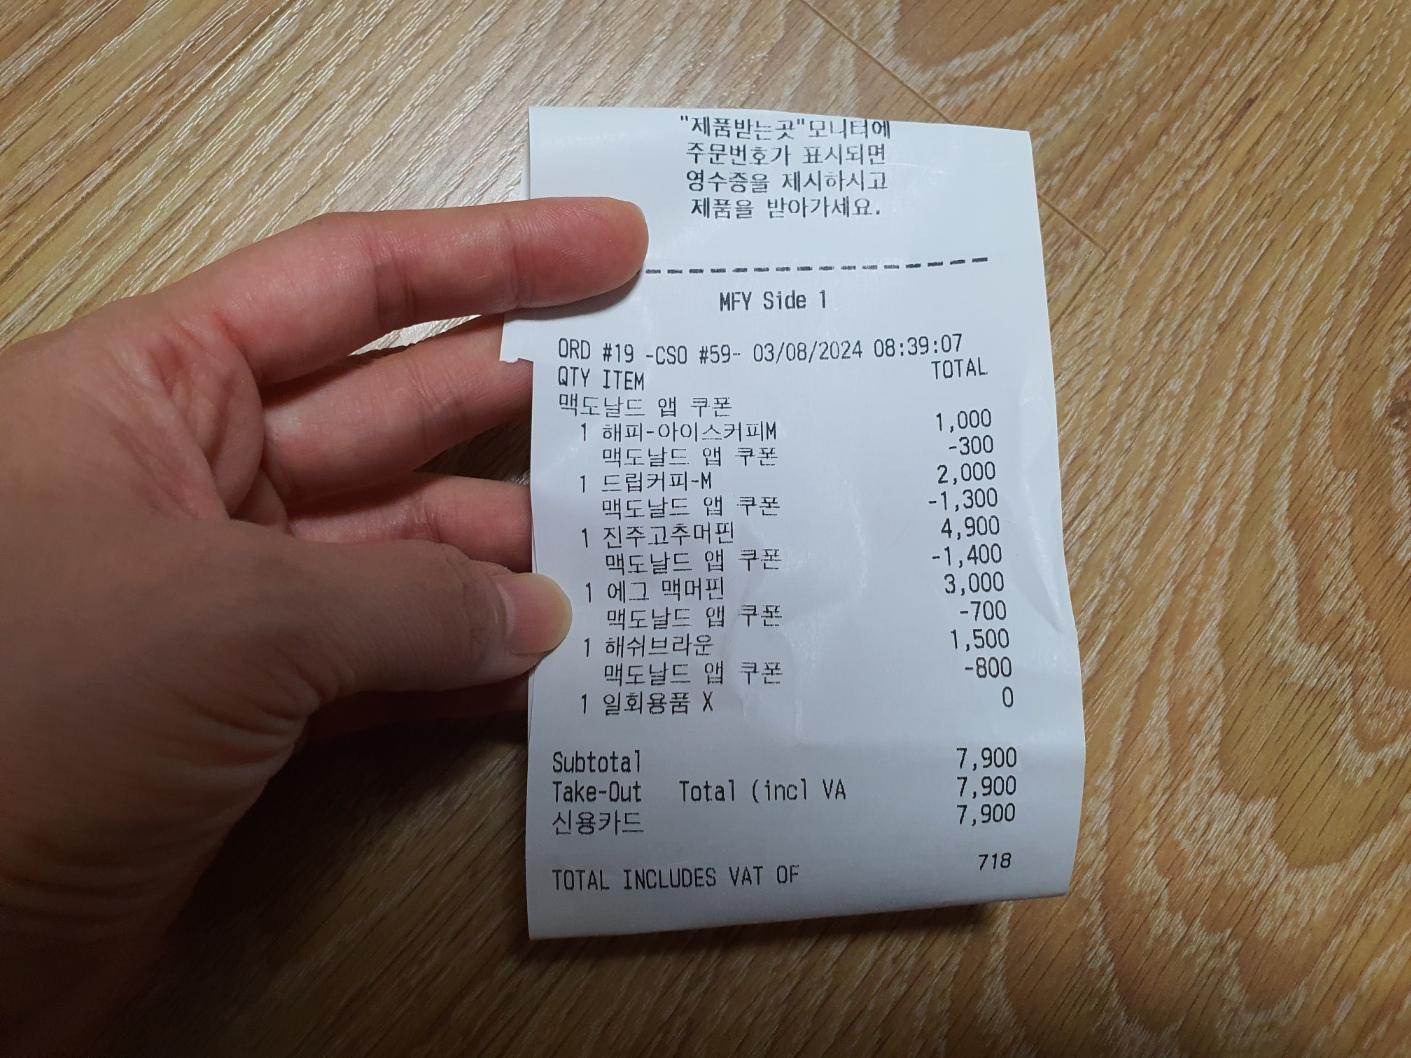 "제품받는곳"모니터에
주문번호가 표시되면
영수증을 제시하시고
제품을 받아가세요.
MFY Side 1
ORD #19 -CSO #59- 03/08/2024 08:39:07
QTY ITEM TOTAL
맥도날드 앱 쿠폰
1 해피-아이스커피M 1,000
맥도날드 앱 쿠폰 -300
1 드립커피-M 2,000
맥도날드 앱 쿠폰 -1,300
1 진주고추머핀 4,900
맥도날드 앱 쿠폰 -1,400
1 에그 맥머핀 3,000
맥도날드 앱 쿠폰 -700
1 해쉬브라운 1,500
맥도날드 앱 쿠폰 -800
1 일회용품 X 0
Subtotal 7,900
Take-Out Total (incl VA 7,900
신용카드 7,900
TOTAL INCLUDES VAT OF 718